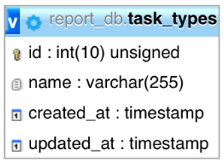 v report_db.task_types
id : int(10) unsigned
name : varchar(255)
created_at : timestamp
updated_at : timestamp